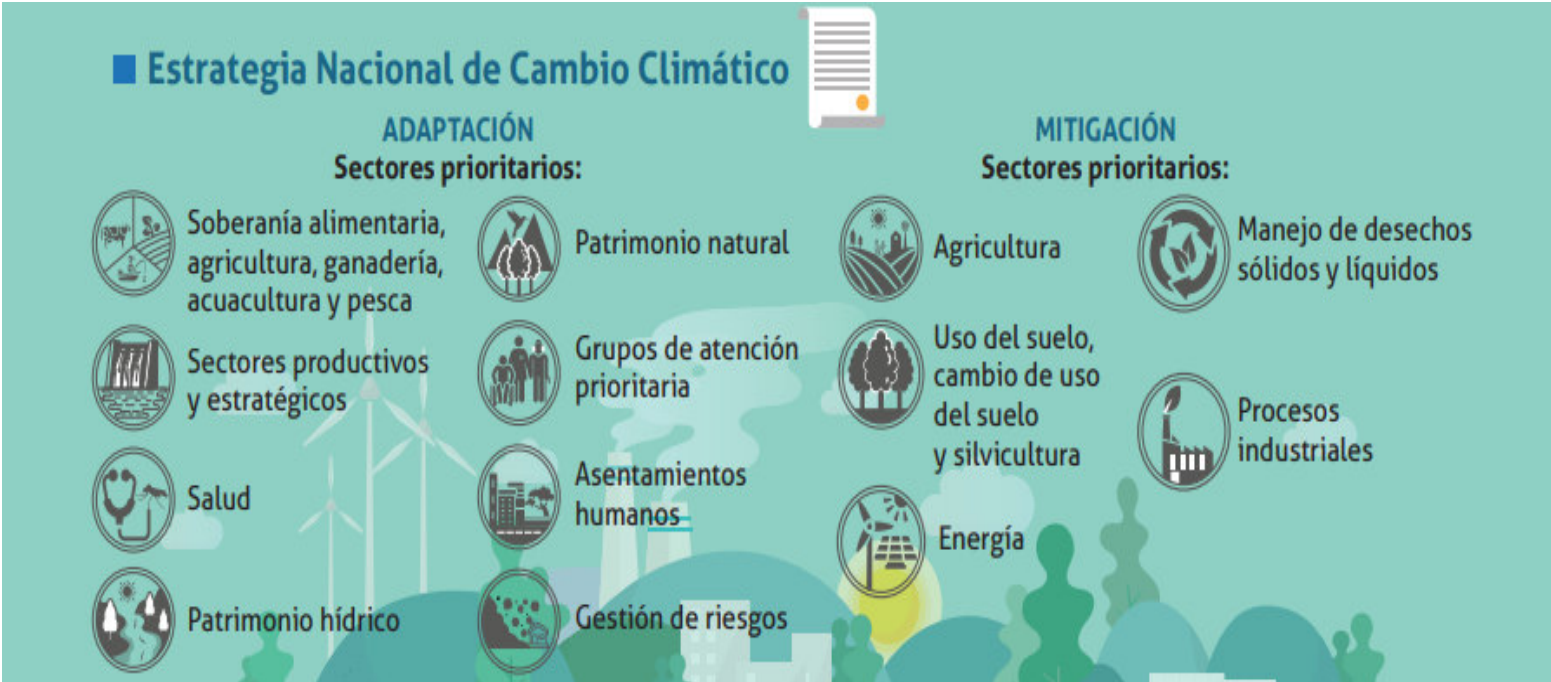 Estrategia Nacional de Cambio Climático
ADAPTACIÓN
Sectores prioritarios:
Soberanía alimentaria,
agricultura, ganadería,
acuacultura y pesca
Sectores productivos
y estratégicos
Salud
Patrimonio hídrico
Patrimonio natural
Grupos de atención
prioritaria
Asentamientos
humanos
Gestión de riesgos
MITIGACIÓN
Sectores prioritarios:
Agricultura
Uso del suelo,
cambio de uso
del suelo
y silvicultura
Energía
Manejo de desechos
sólidos y líquidos
Procesos
industriales